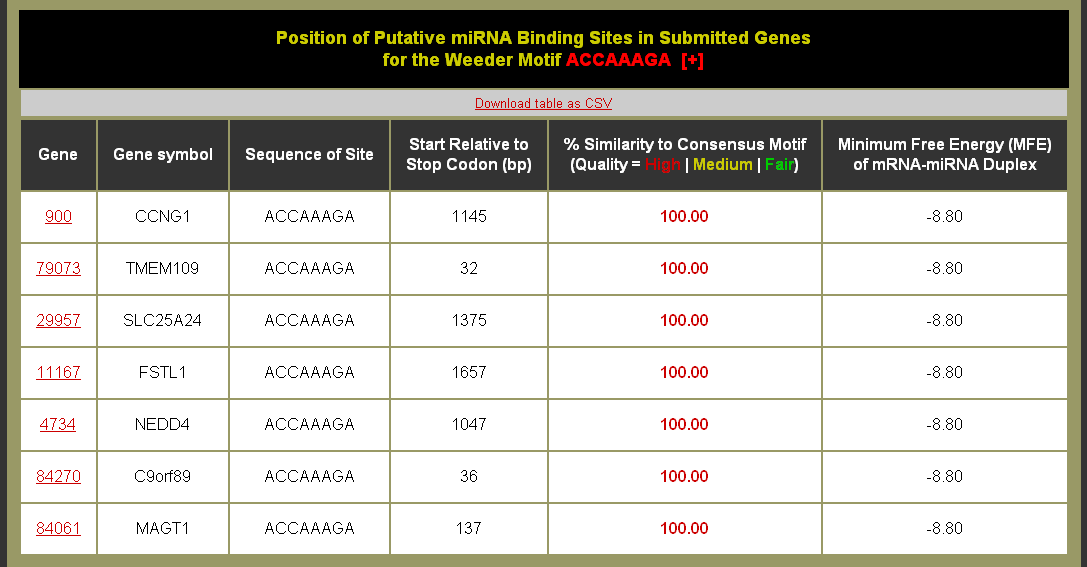 Position of Putative miRNA Binding Sites in Submitted Genes
for the Weeder Motif ACCAAAGA [+]
Download table as CSV
Gene Gene symbol Sequence of Site Start Relative to Stop Codon (bp) % Similarity to Consensus Motif (Quality = High | Medium | Fair) Minimum Free Energy (MFE) of mRNA-miRNA Duplex
900 CCNG1 ACCAAAGA 1145 100.00 -8.80
79073 TMEM109 ACCAAAGA 32 100.00 -8.80
29957 SLC25A24 ACCAAAGA 1375 100.00 -8.80
11167 FSTL1 ACCAAAGA 1657 100.00 -8.80
4734 NEDD4 ACCAAAGA 1047 100.00 -8.80
84270 C9orf89 ACCAAAGA 36 100.00 -8.80
84061 MAGT1 ACCAAAGA 137 100.00 -8.80